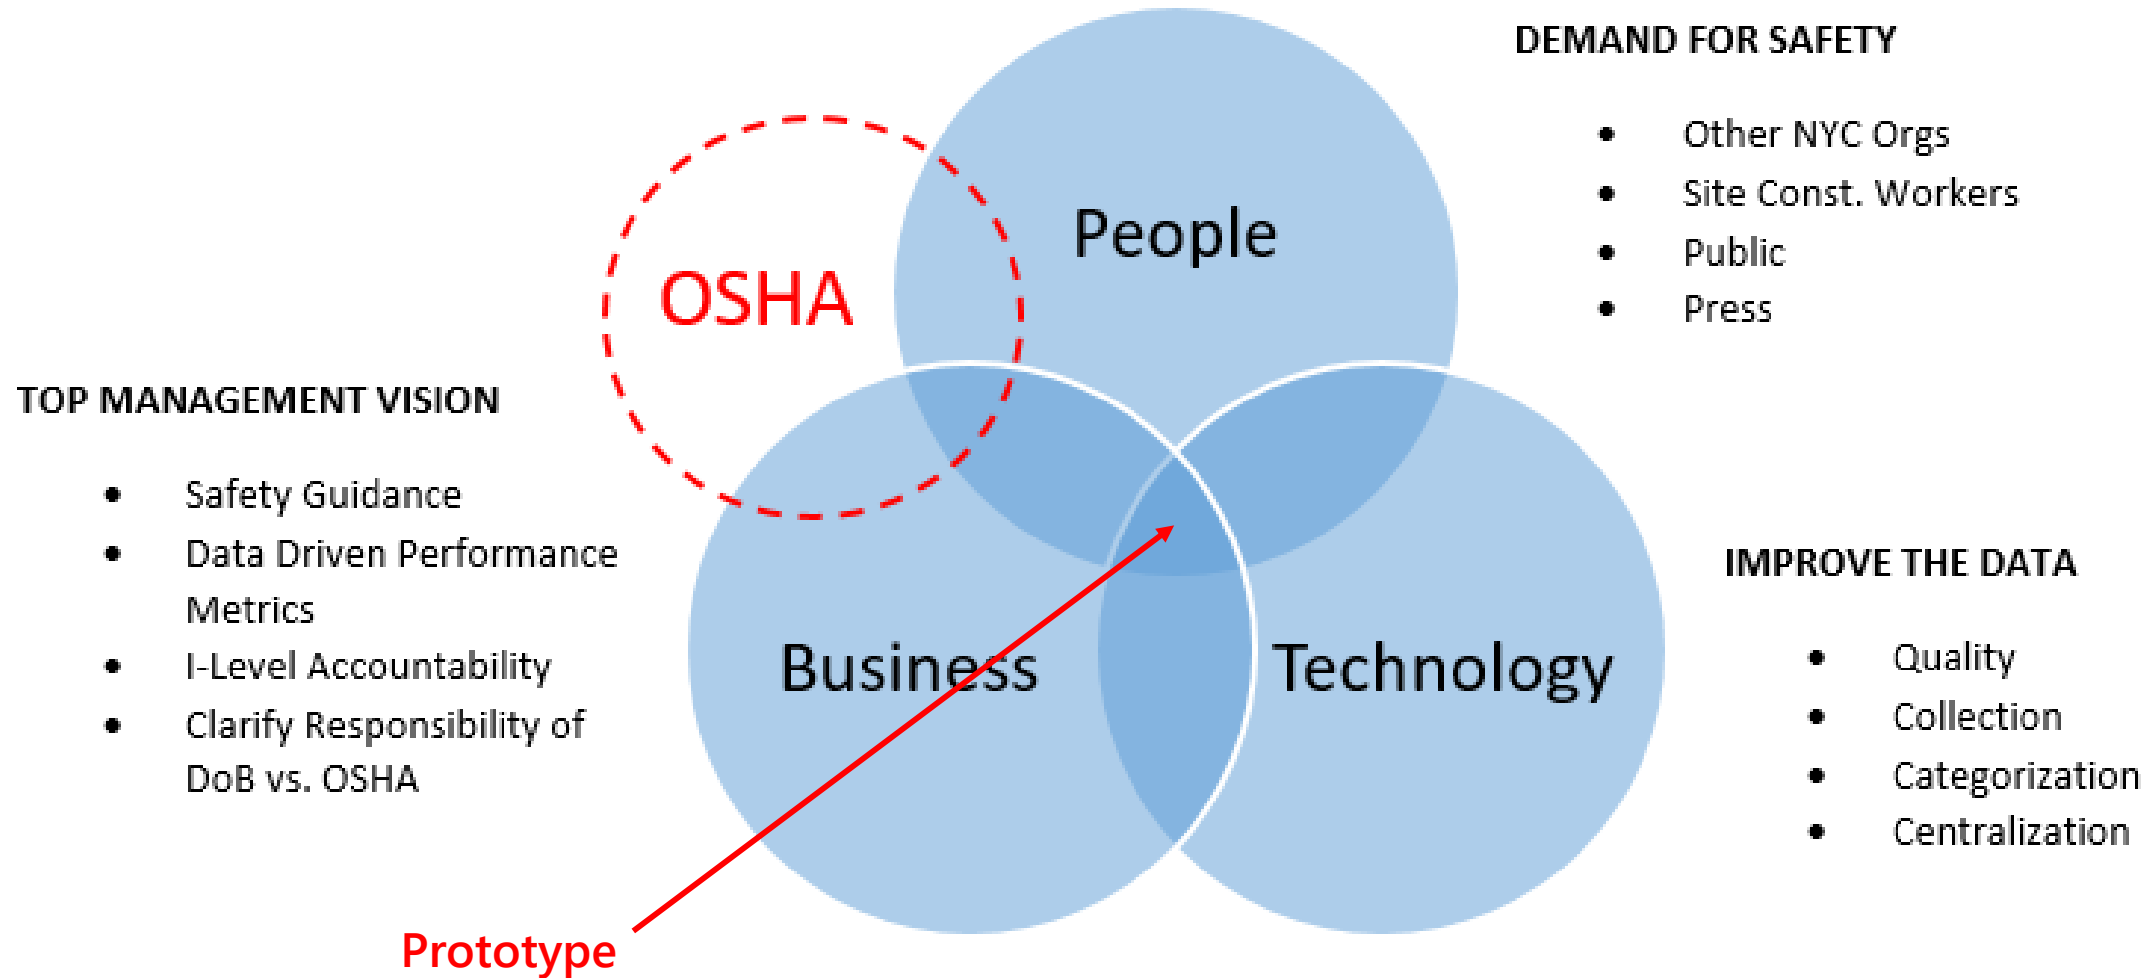 DEMAND FOR SAFETY
• Other NYC Orgs
• Site Const. Workers
• Public
• Press
People
OSHA
TOP MANAGEMENT VISION
• Safety Guidance
• Data Driven Performance
Metrics
• I-Level Accountability
• Clarify Responsibility of
DoB vs. OSHA
Business
Technology
IMPROVE THE DATA
• Quality
• Collection
• Categorization
• Centralization
Prototype